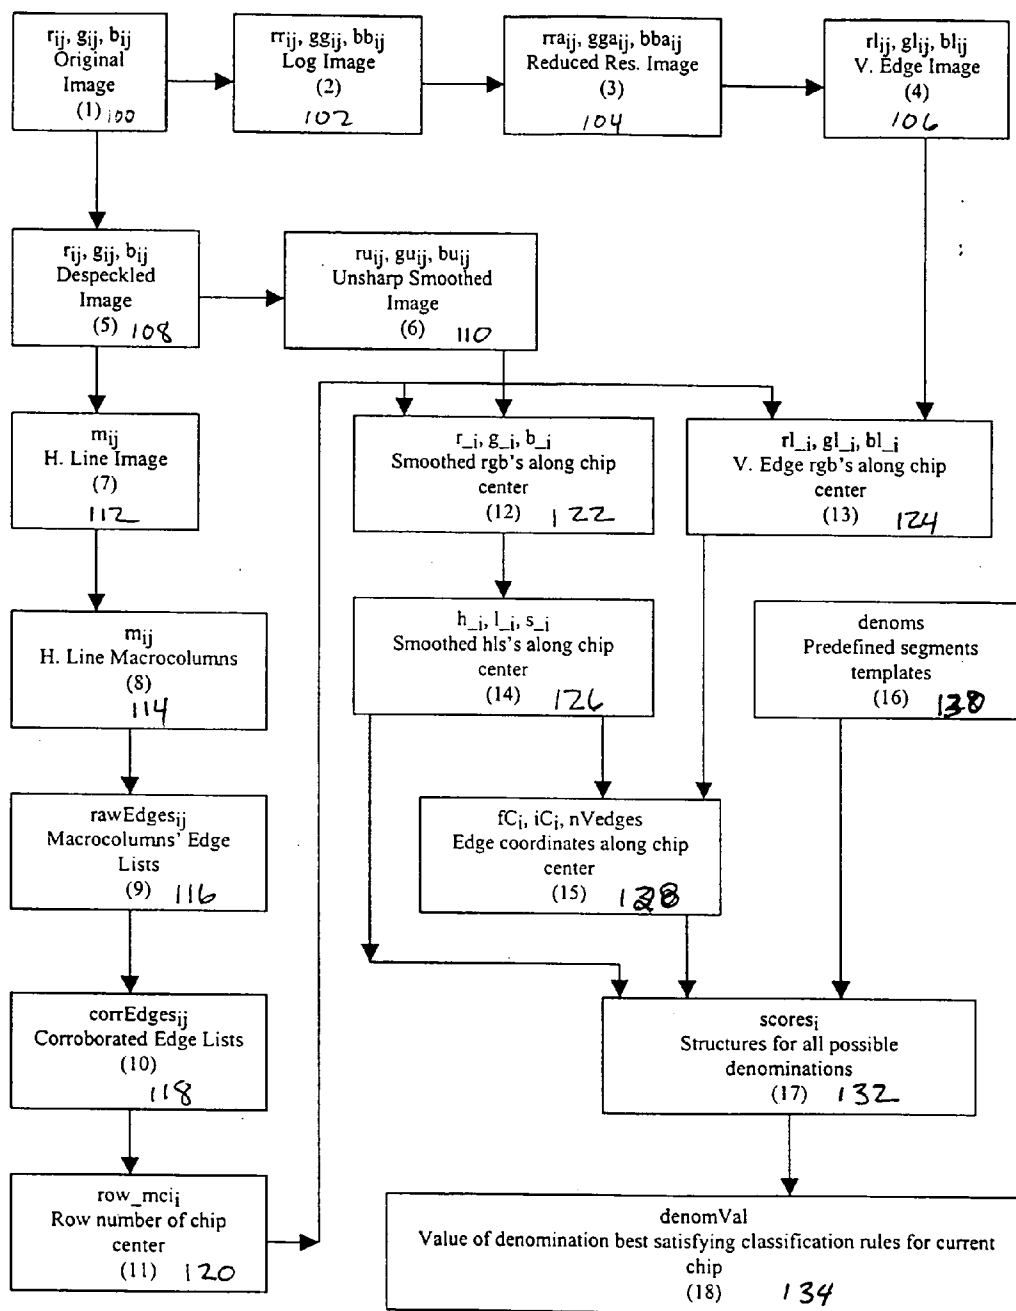 rij, gij, bij
Original
Image
(1) 100
rrij, ggij, bbij
Log Image
(2)
102
rraij, ggaij, bbaij
Reduced Res. Image
(3)
104
rlij, glij, blij
V. Edge Image
(4)
106
rij, gij, bij
Despeckled
Image
(5) 108
ruij, guij, buij
Unsharp Smoothed
Image
(6) 110
mij
H. Line Image
(7)
112
r_i, g_i, b_i
Smoothed rgb's along chip
center
(12) 122
rl_i, gl_i, bl_i
V. Edge rgb's along chip
center
(13) 124
mij
H. Line Macrocolumns
(8)
114
h_i, l_i, s_i
Smoothed hls's along chip
center
(14) 126
denoms
Predefined segments
templates
(16)
rawEdgesij
Macrocolumns' Edge
Lists
(9) 116
fCi, iCi, nVedges
Edge coordinates along chip
center
(15)
corrEdgesij
Corroborated Edge Lists
(10)
118
scoresi
Structures for all possible
denominations
(17) 132
row_mcii
Row number of chip
center
(11) 120
denomVal
Value of denomination best satisfying classification rules for current
chip
(18) 134